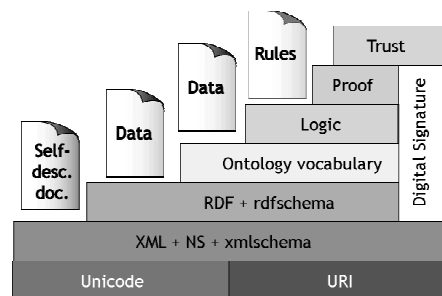 Trust
Rules
Proof
Data
Logic
Data
Ontology vocabulary
Digital Signature
Self-
desc.
doc.
RDF + rdfschema
XML + NS + xmlschema
Unicode
URI